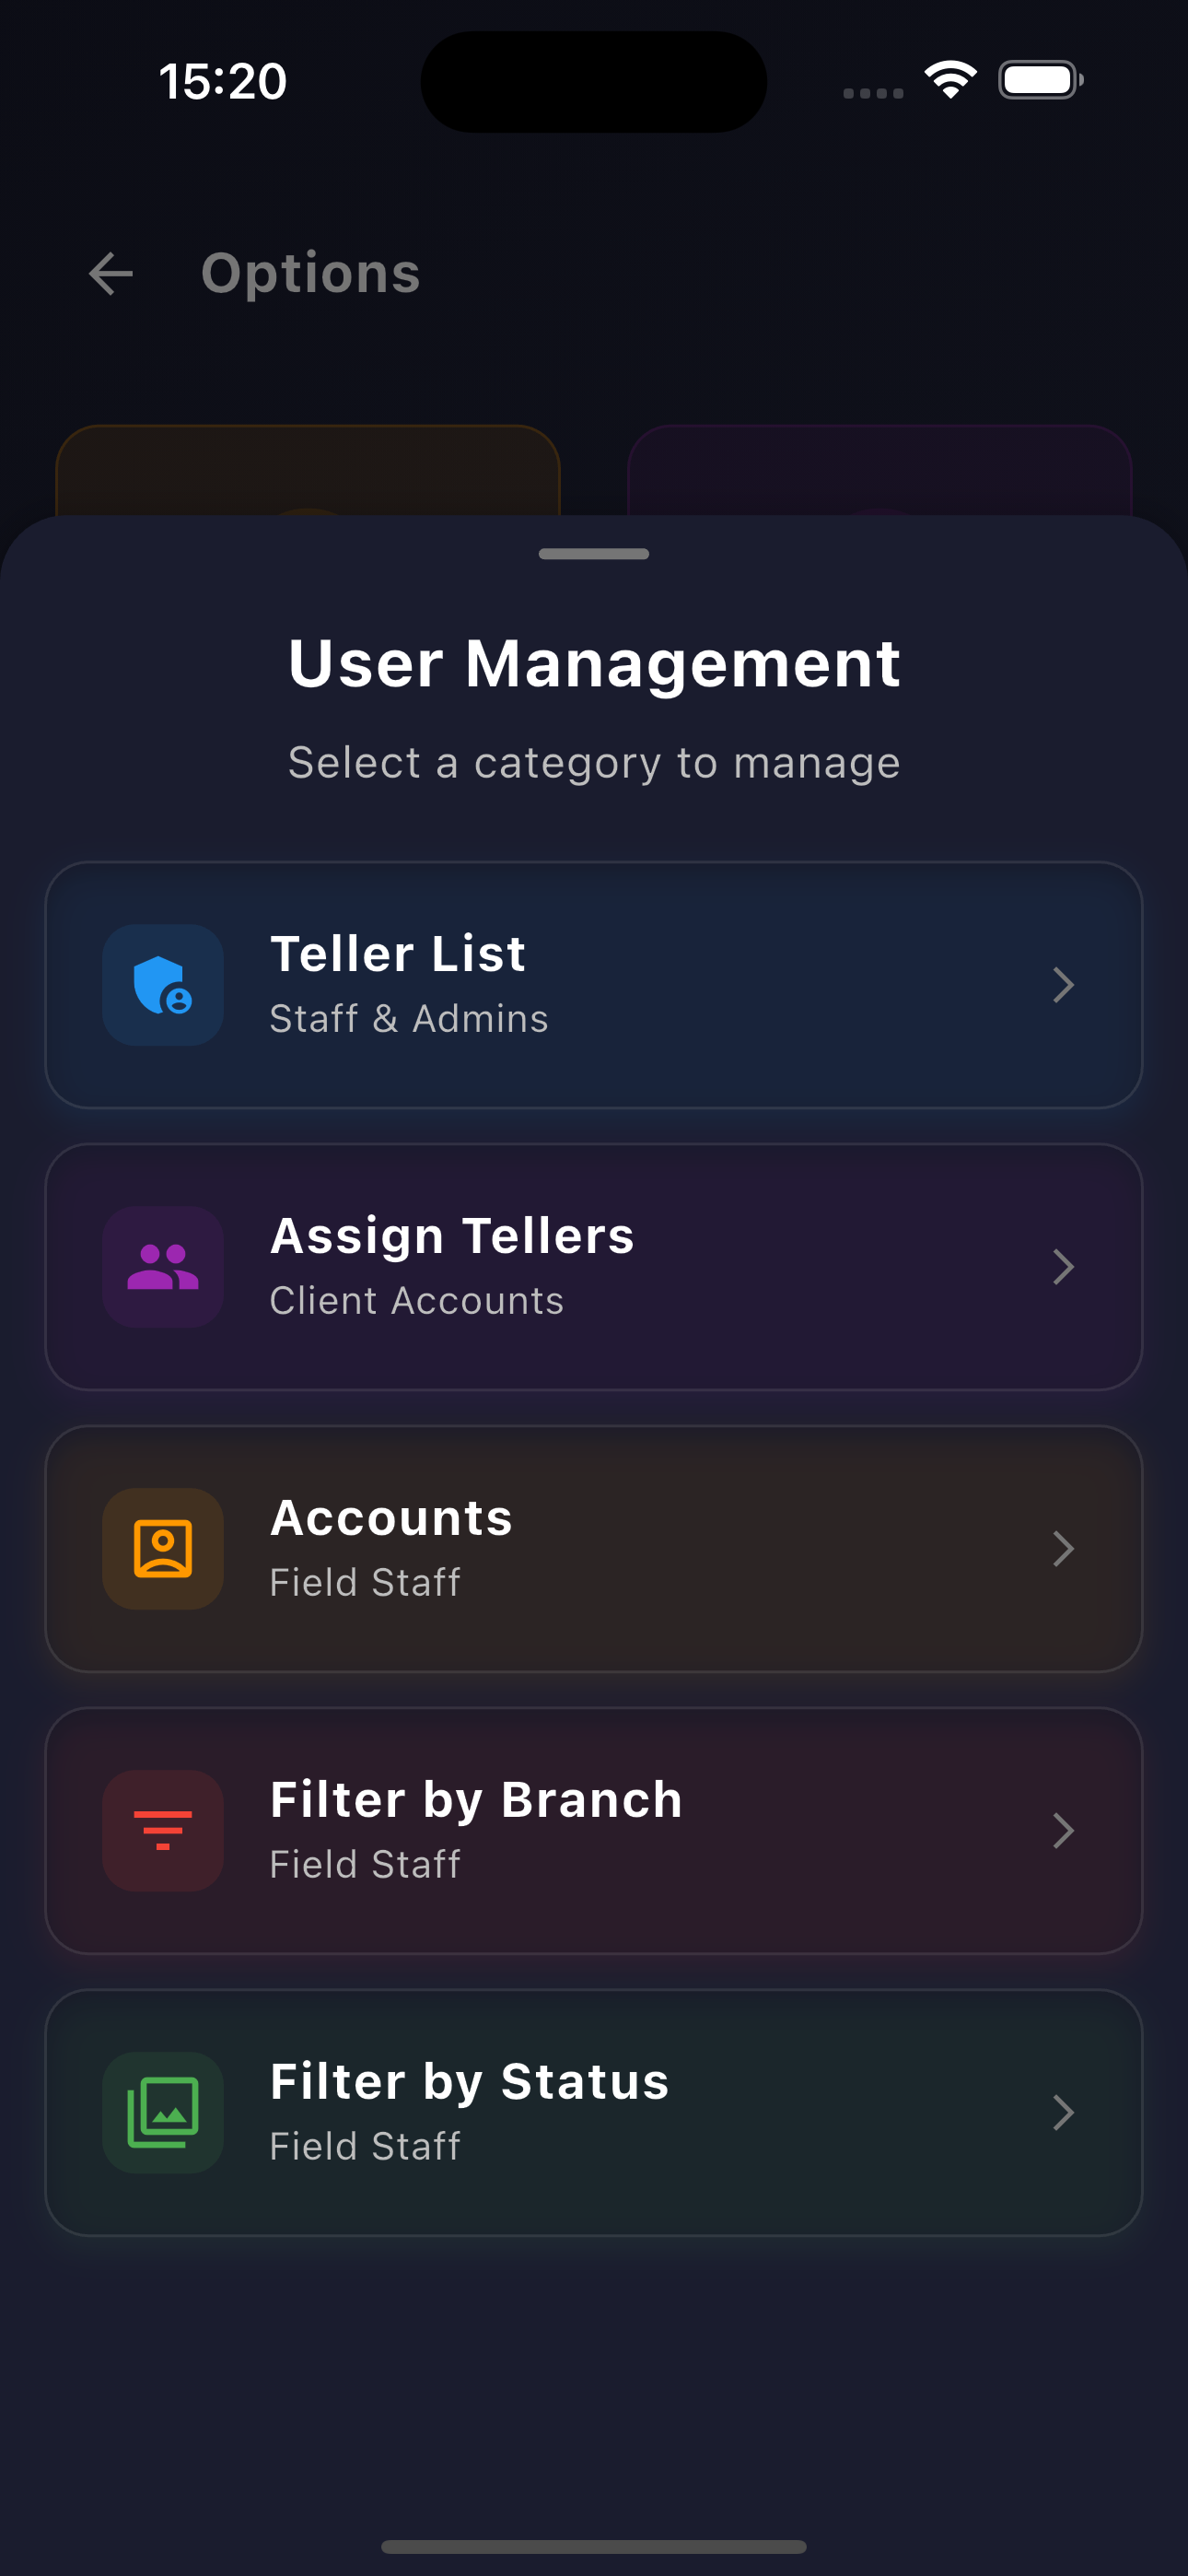 15:20
Options
User Management
Select a category to manage
Teller List
Staff & Admins
Assign Tellers
Client Accounts
Accounts
Field Staff
Filter by Branch
Field Staff
Filter by Status
Field Staff